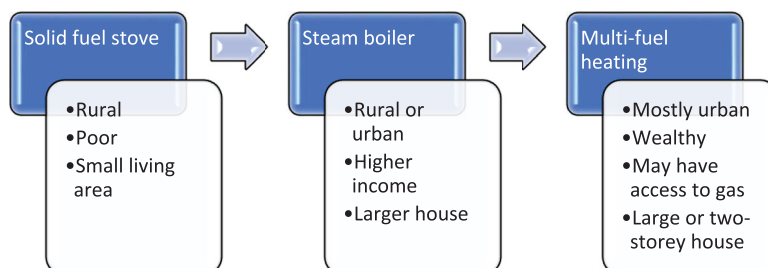 Solid fuel stove
•Rural
•Poor
•Small living
area
Steam boiler
•Rural or
urban
•Higher
income
•Larger house
Multi-fuel
heating
•Mostly urban
•Wealthy
•May have
access to gas
•Large or two-
storey house